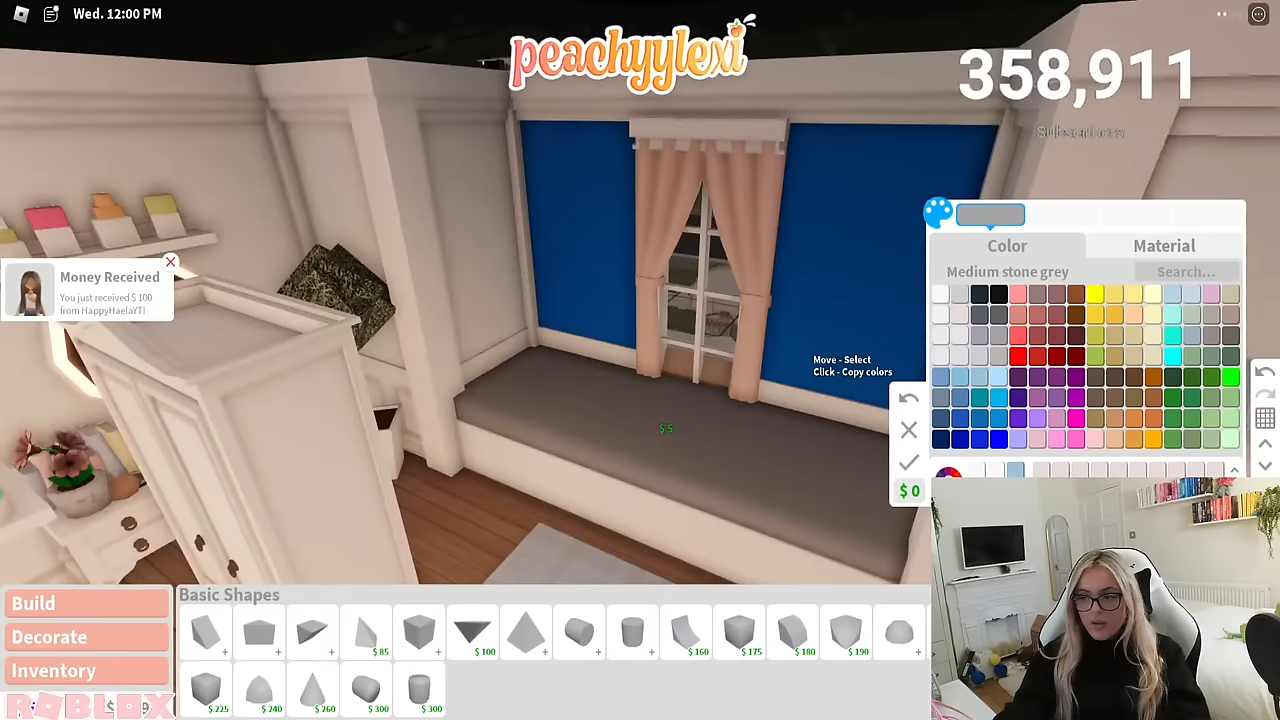 Wed. 12:00 PM
peachyylexi
358,911
Subscribers
Money Received
You just received $ 100
from HappyHaelaYT!
Color
Material
Medium stone grey
Search...
Move - Select
Click - Copy colors
$ 5
$ 0
Build
Decorate
Inventory
ROBLOX
Basic Shapes
$ 85
$ 100
$ 160
$ 175
$ 180
$ 190
$ 225
$ 240
$ 260
$ 300
$ 300